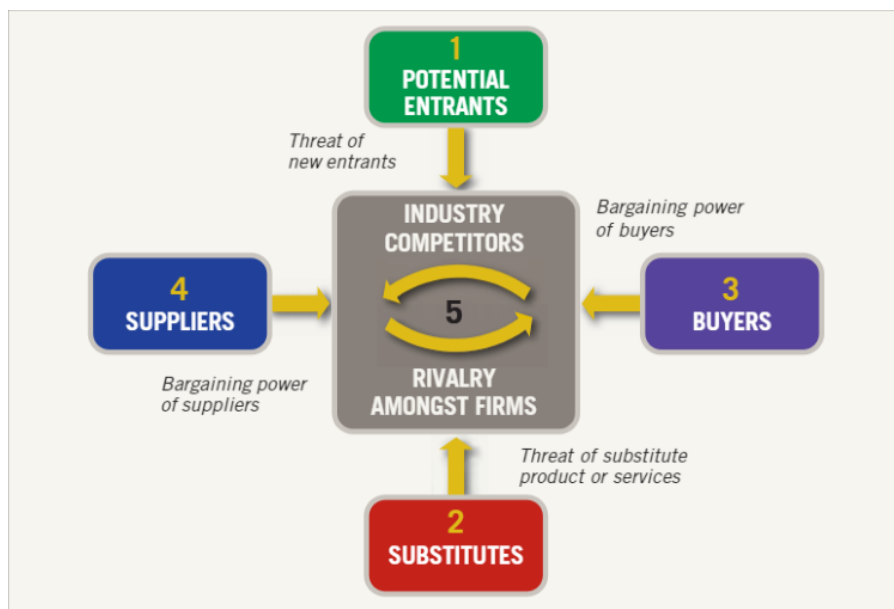 1
POTENTIAL
ENTRANTS
Threat of
new entrants
INDUSTRY
COMPETITORS
Bargaining power
of buyers
4
SUPPLIERS
5
3
BUYERS
Bargaining power
of suppliers
RIVALRY
AMONGST FIRMS
Threat of substitute
product or services
2
SUBSTITUTES